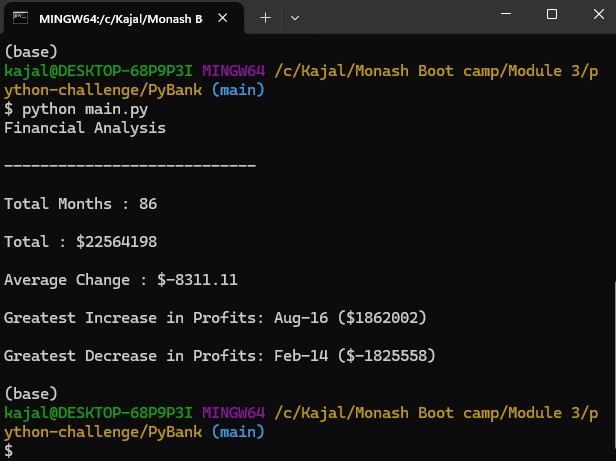 MINGW64:/c/Kajal/Monash B
(base)
kajal@DESKTOP-68P9P3I MINGW64 /c/Kajal/Monash Boot camp/Module 3/p
ython-challenge/PyBank (main)
$ python main.py
Financial Analysis
----------------------------
Total Months : 86
Total : $22564198
Average Change : $-8311.11
Greatest Increase in Profits: Aug-16 ($1862002)
Greatest Decrease in Profits: Feb-14 ($-1825558)
(base)
kajal@DESKTOP-68P9P3I MINGW64 /c/Kajal/Monash Boot camp/Module 3/p
ython-challenge/PyBank (main)
$